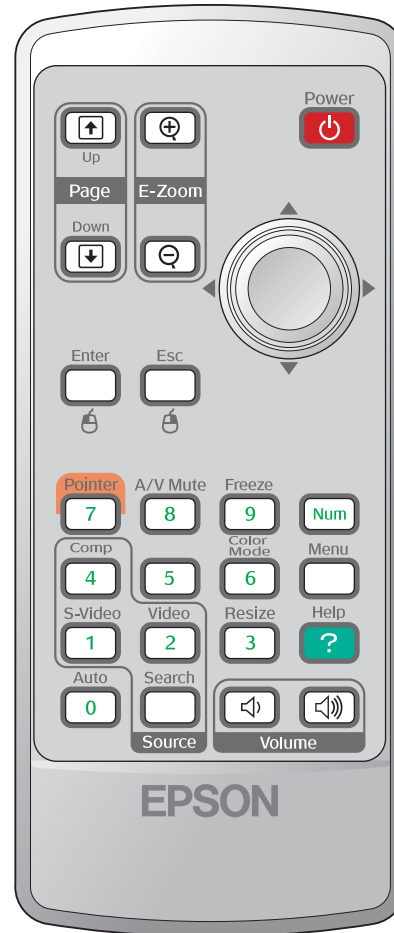 Power
Up
Page E-Zoom
Down
Enter Esc
Pointer A/V Mute Freeze
7 8 9 Num
Comp Color Mode Menu
4 5 6
S-Video Video Resize Help
1 2 3 ?
Auto Search
0
Source Volume
EPSON